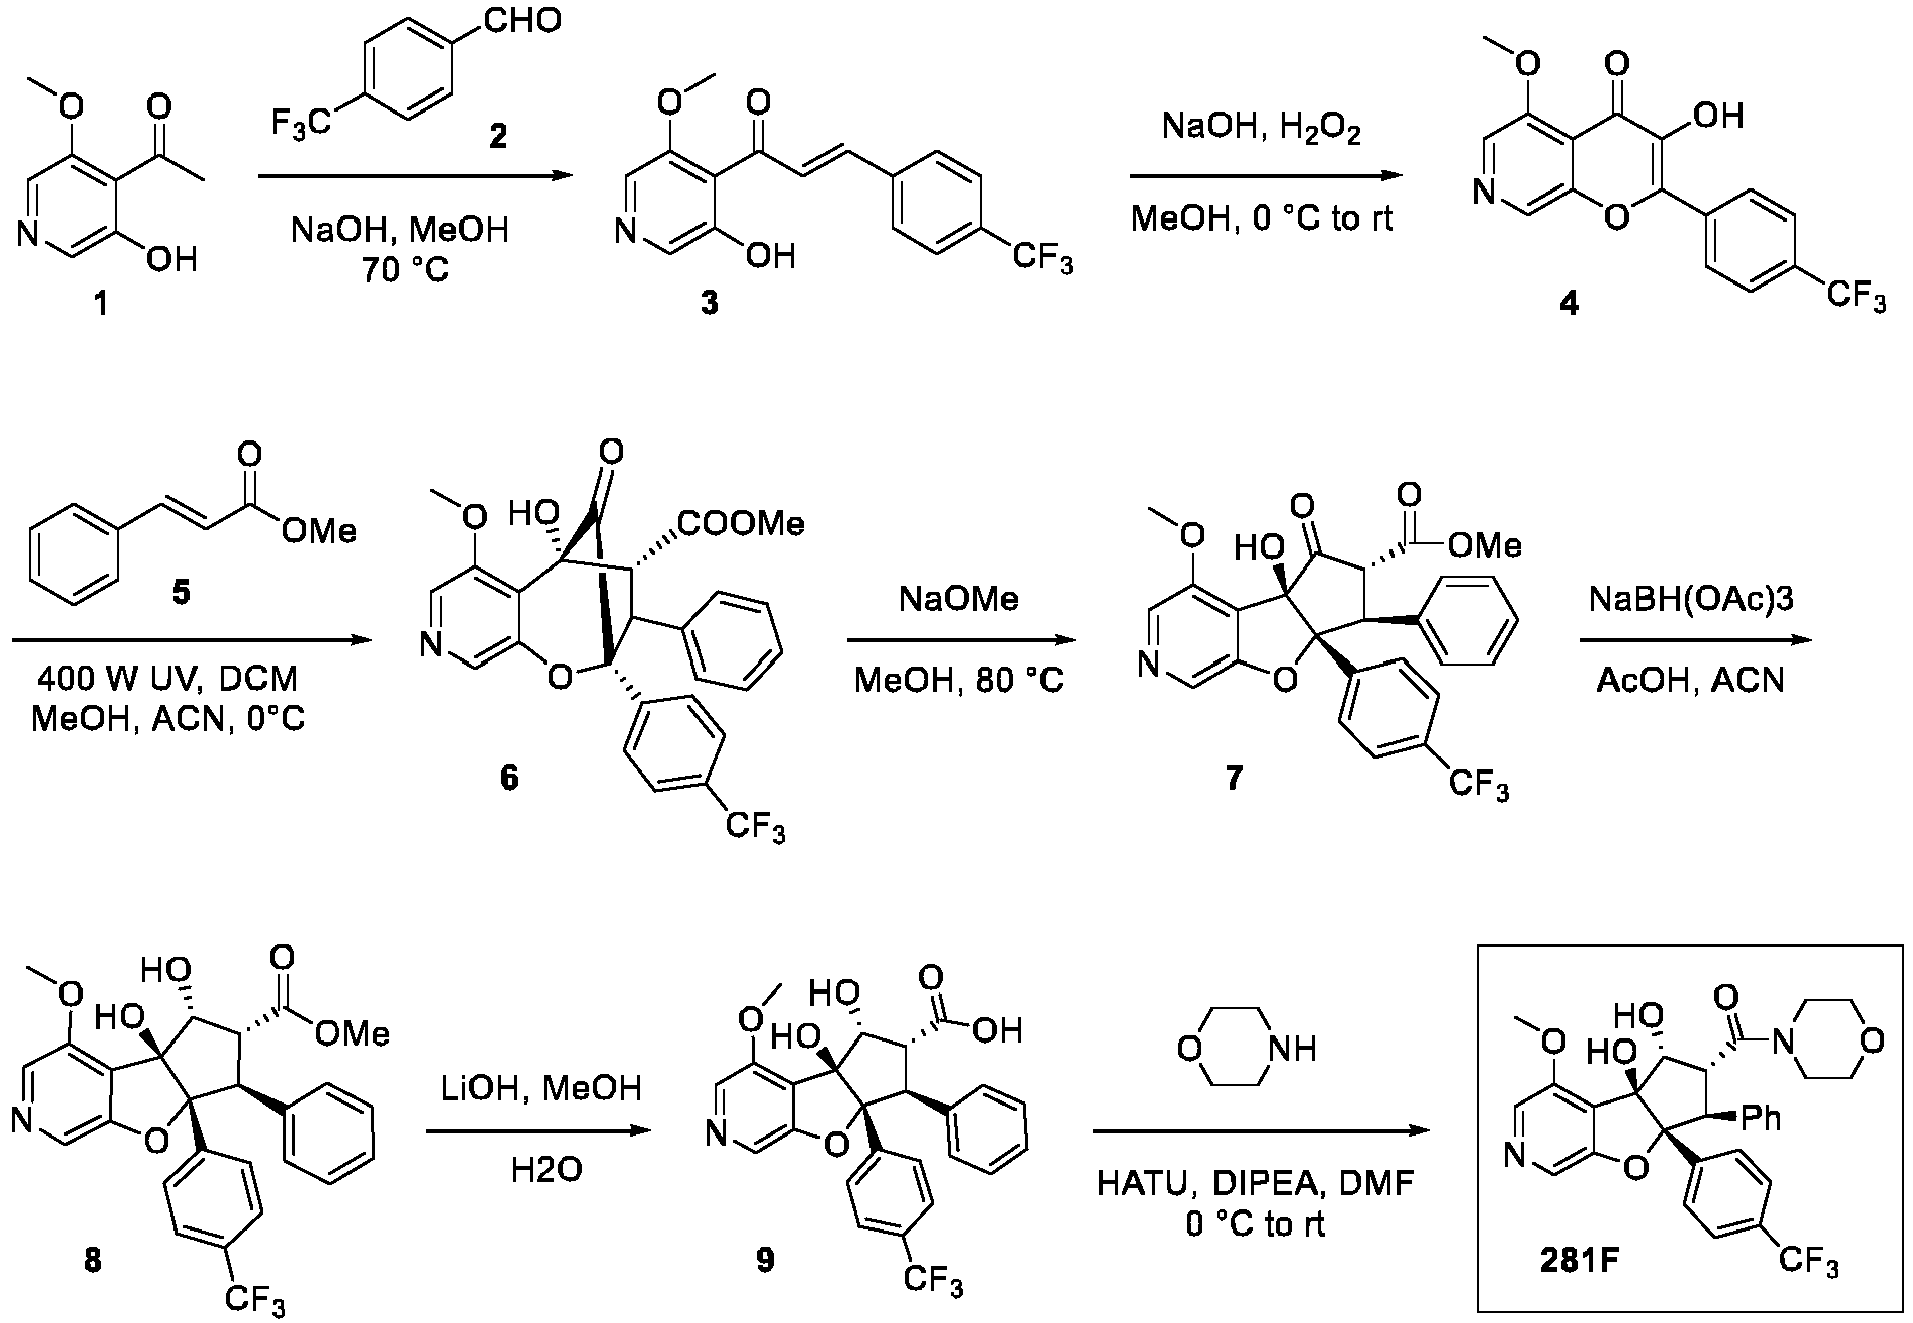 CHO
F3C
2
O
O
N
OH
1
NaOH, MeOH
70 °C
O
O
N
OH
CF3
3
NaOH, H2O2
MeOH, 0 °C to rt
O
O
OH
N
O
CF3
4
O
OMe
5
400 W UV, DCM
MeOH, ACN, 0°C
O
O
HO
COOMe
N
O
CF3
6
NaOMe
MeOH, 80 °C
O
O
O
HO
OMe
N
O
CF3
7
NaBH(OAc)3
AcOH, ACN
HO
O
O
HO
OMe
N
O
CF3
8
LiOH, MeOH
H2O
HO
O
O
HO
OH
N
O
CF3
9
O
NH
HATU, DIPEA, DMF
0 °C to rt
HO
O
O
HO
N
O
Ph
N
O
CF3
281F